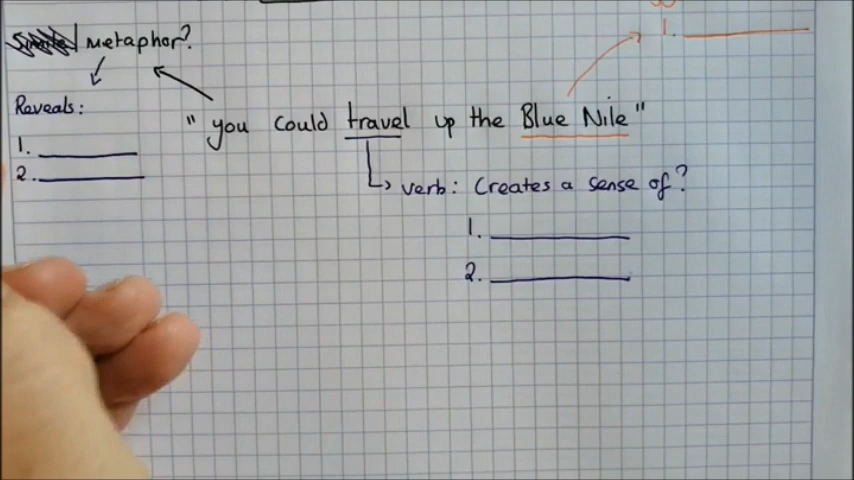 metaphor?
1.
Reveals:
"you could travel up the Blue Nile"
1.
2.
verb: Creates a sense of?
1.
2.